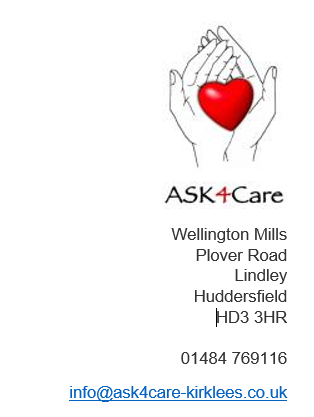 ASK4Care
Wellington Mills
Plover Road
Lindley
Huddersfield
HD3 3HR
01484 769116
info@ask4care-kirklees.co.uk